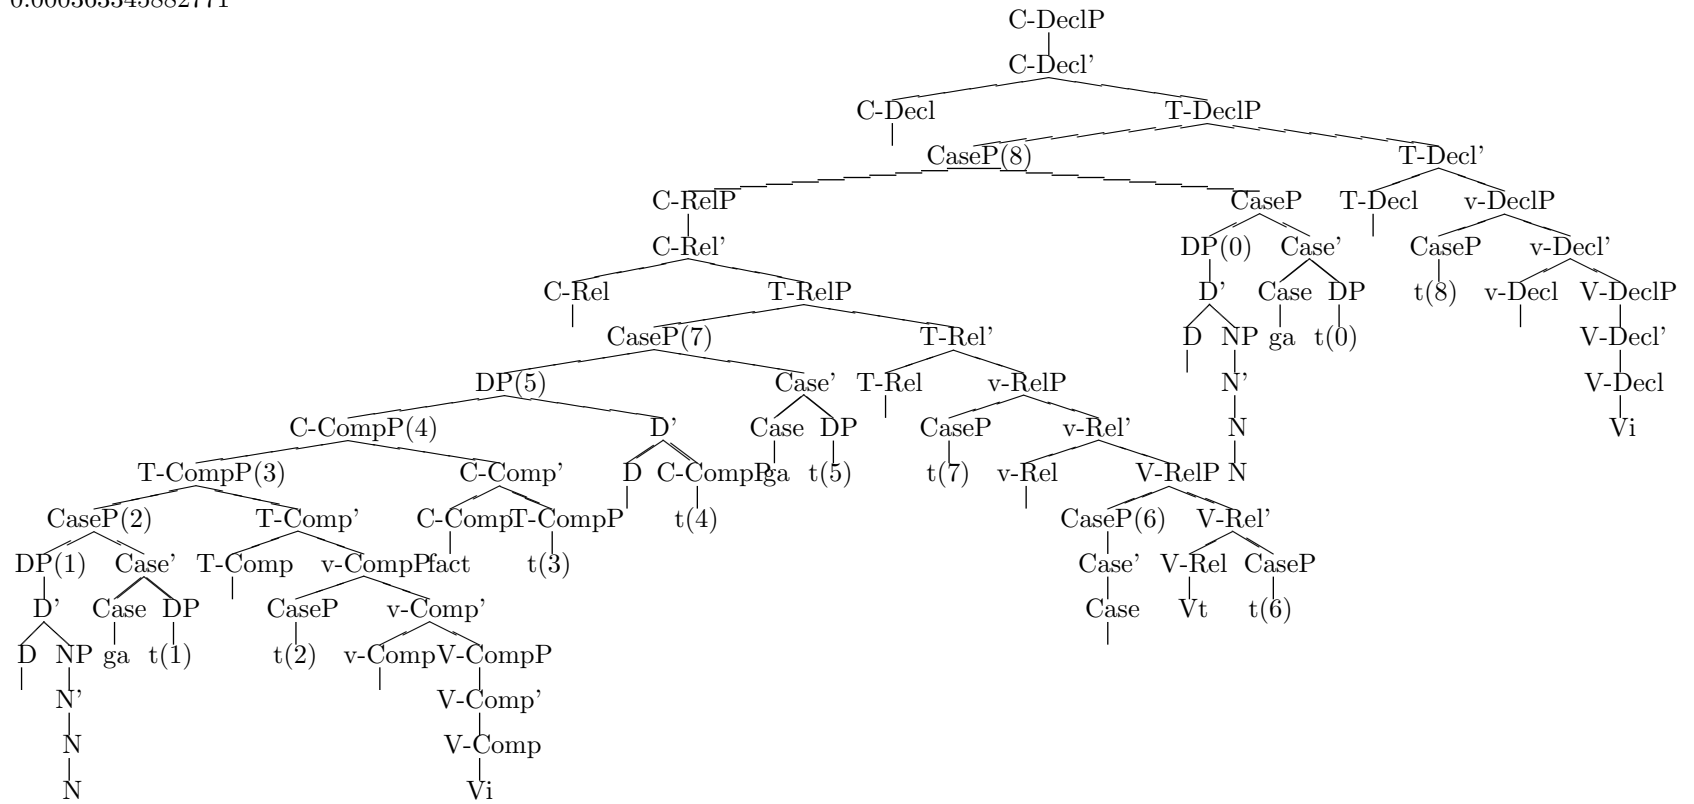 C-DeclP
C-Decl'
C-Decl T-DeclP
CaseP(8) T-Decl'
C-RelP CaseP T-Decl v-DeclP
C-Rel' DP(0) Case' CaseP v-Decl'
C-Rel T-RelP D' Case DP t(8) v-Decl V-DeclP
CaseP(7) T-Rel' D NP ga t(0) V-Decl'
DP(5) Case' T-Rel v-RelP N' V-Decl
C-CompP(4) D' Case DP CaseP v-Rel' N Vi
T-CompP(3) C-Comp' D C-CompP ga t(5) t(7) v-Rel V-RelP N
CaseP(2) T-Comp' C-Comp T-CompP t(4) CaseP(6) V-Rel'
DP(1) Case' T-Comp v-CompP fact t(3) Case' V-Rel CaseP
D' Case DP CaseP v-Comp' Case Vt t(6)
D NP ga t(1) t(2) v-Comp V-CompP
N' V-Comp'
N V-Comp
N Vi